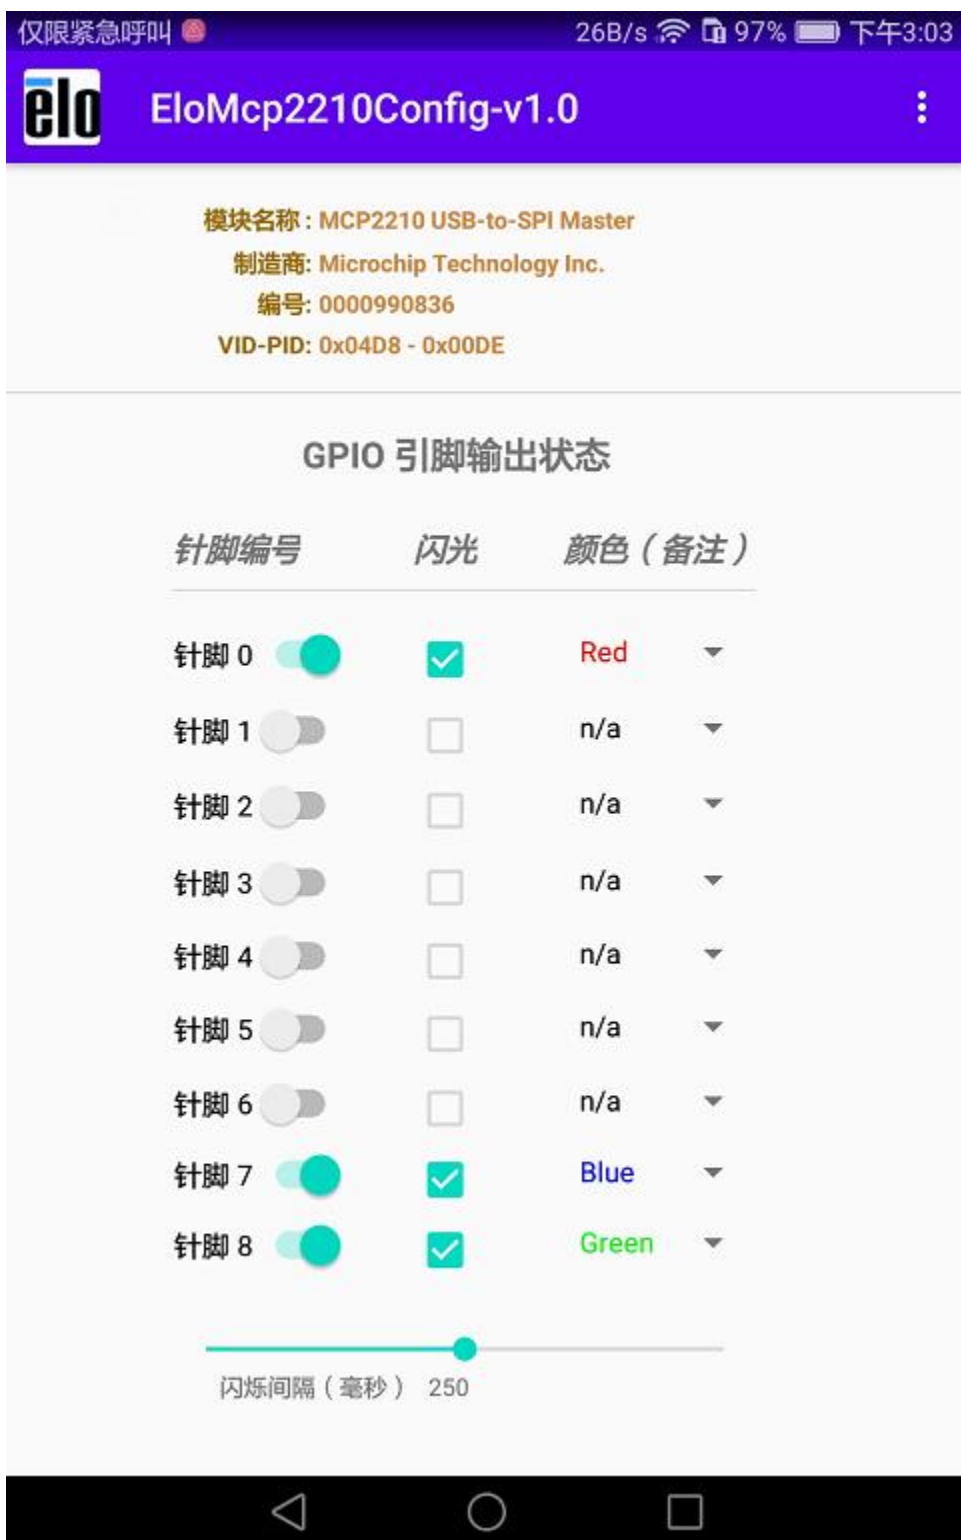 仅限紧急呼叫 26B/s 97% 下午3:03
elo EloMcp2210Config-v1.0
模块名称 : MCP2210 USB-to-SPI Master
制造商: Microchip Technology Inc.
编号: 0000990836
VID-PID: 0x04D8 - 0x00DE
GPIO 引脚输出状态
针脚编号 闪光 颜色（备注）
针脚 0 Red
针脚 1 n/a
针脚 2 n/a
针脚 3 n/a
针脚 4 n/a
针脚 5 n/a
针脚 6 n/a
针脚 7 Blue
针脚 8 Green
闪烁间隔（毫秒） 250